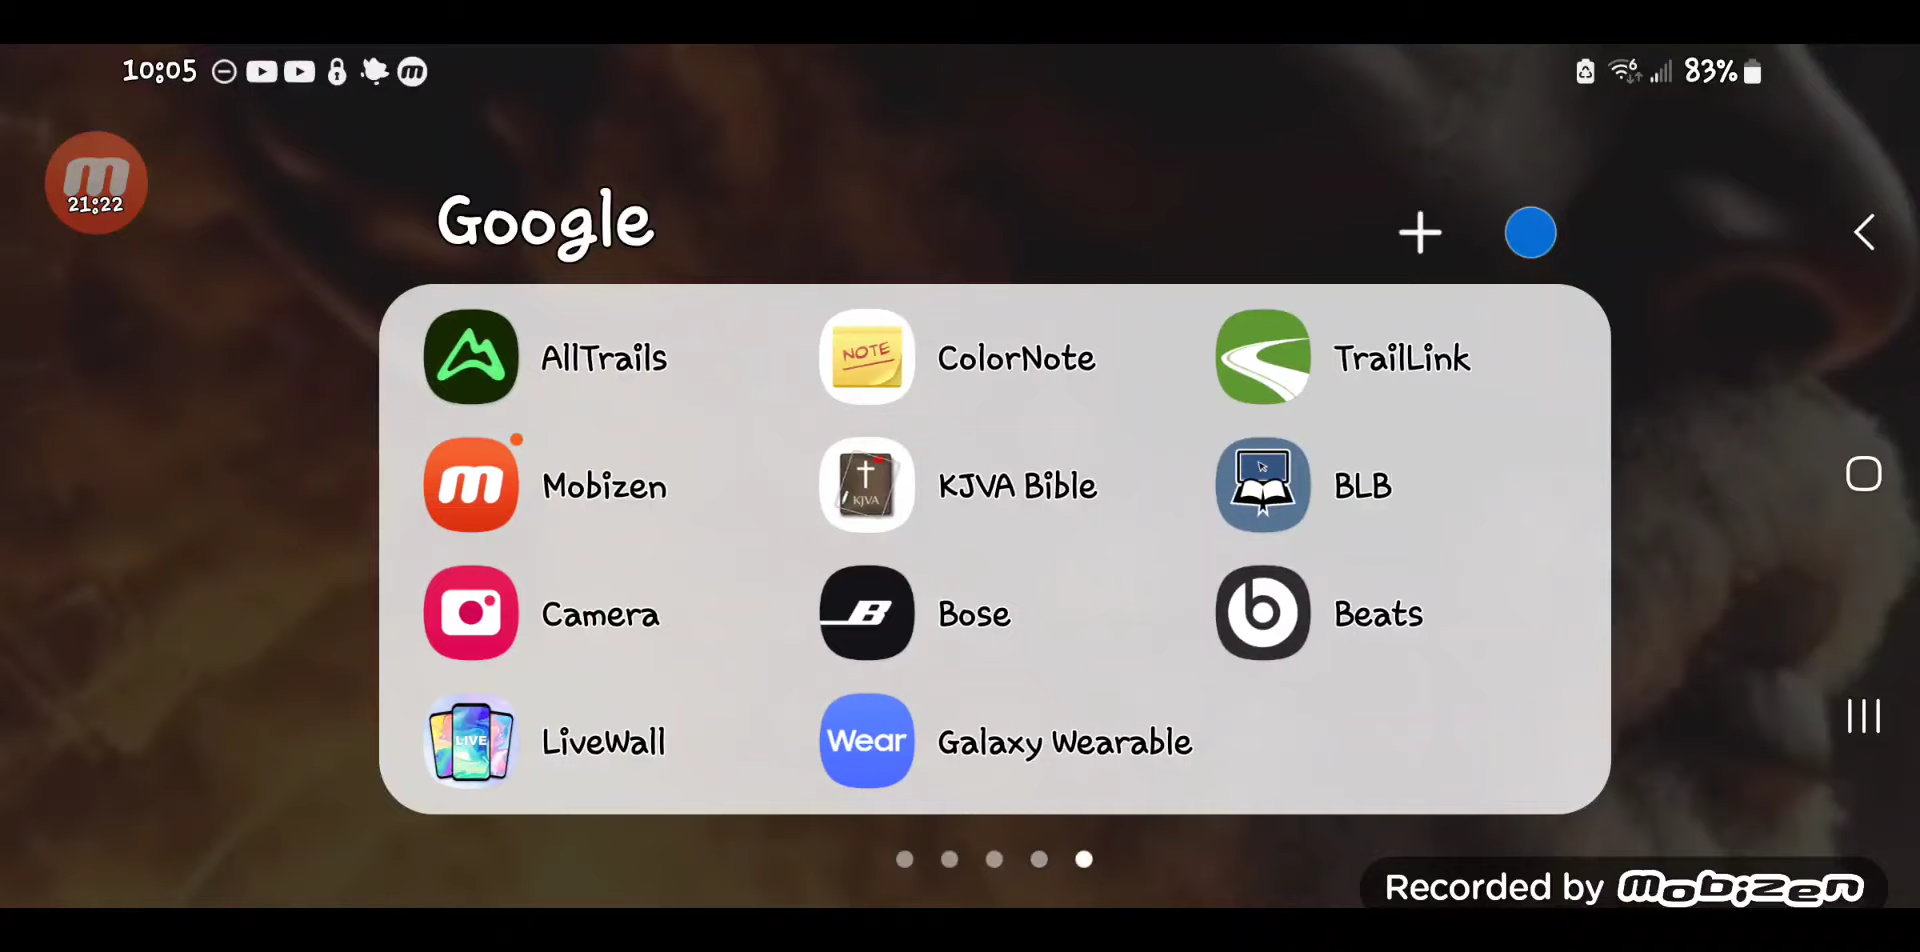 10:05
83%
21:22
Google
AllTrails
NOTE
ColorNote
TrailLink
Mobizen
KJVA
KJVA Bible
BLB
Camera
Bose
Beats
LIVE
LiveWall
Wear
Galaxy Wearable
Recorded by mobizen